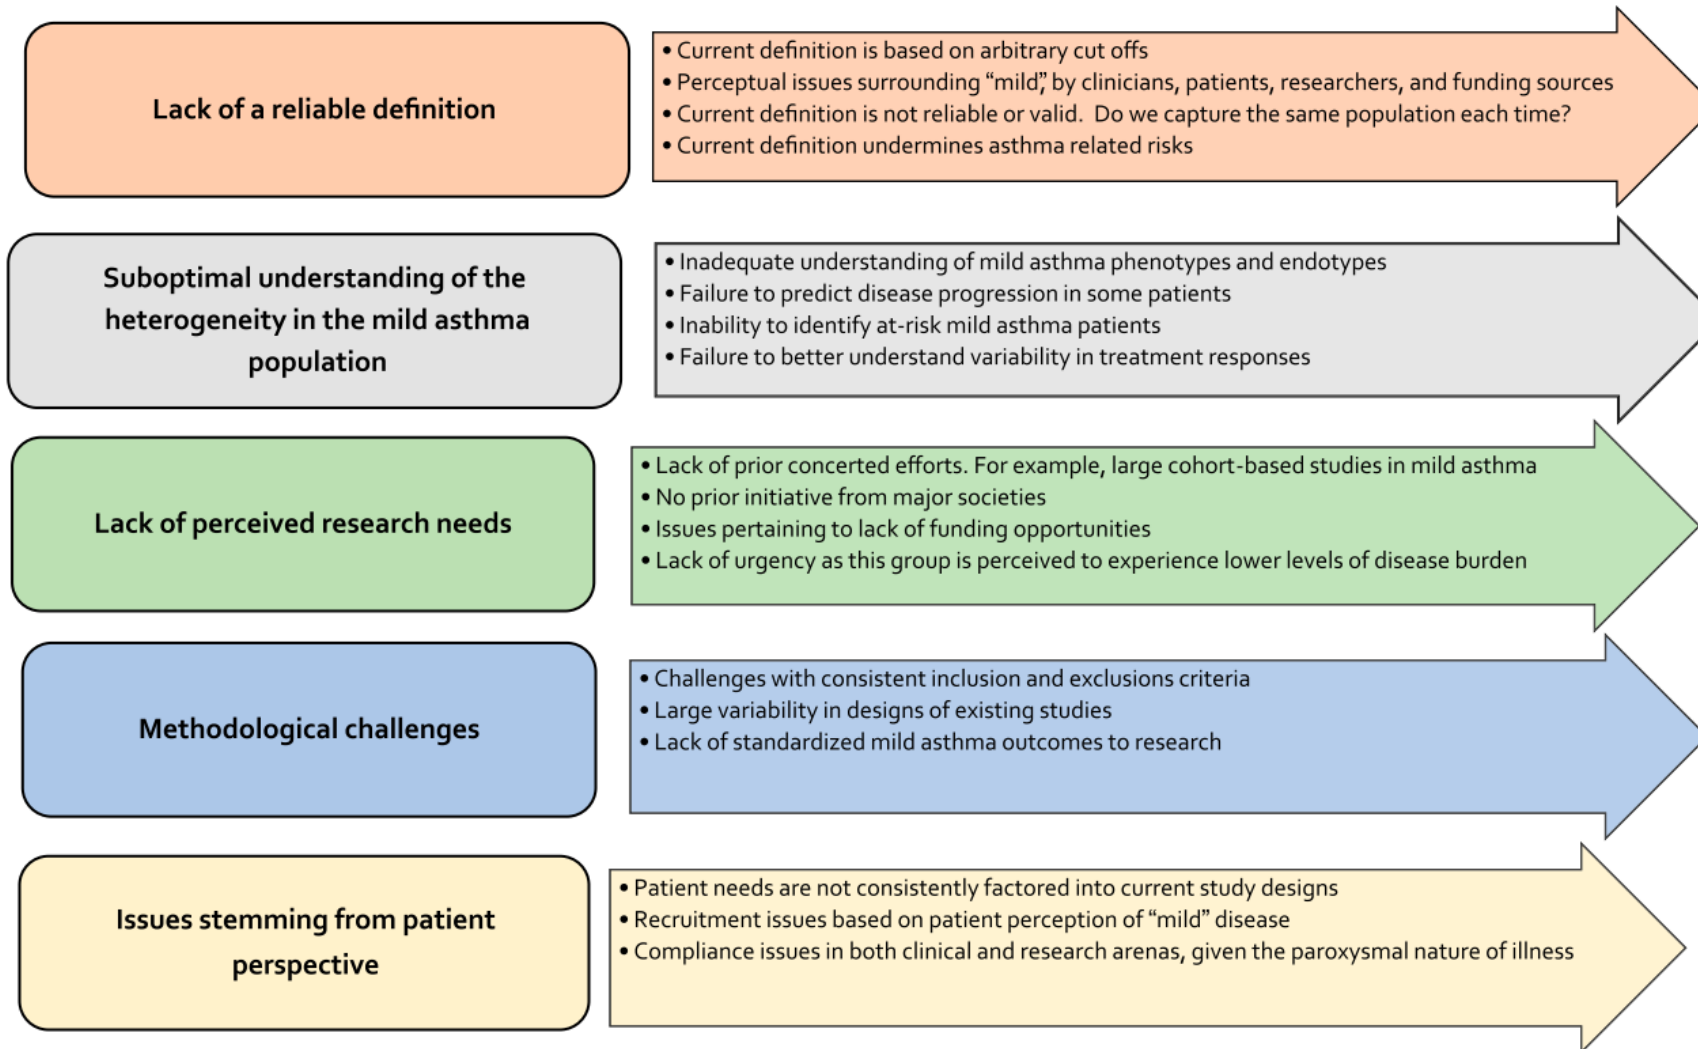 Lack of a reliable definition
• Current definition is based on arbitrary cut offs
• Perceptual issues surrounding “mild”, by clinicians, patients, researchers, and funding sources
• Current definition is not reliable or valid.  Do we capture the same population each time?
• Current definition undermines asthma related risks
Suboptimal understanding of the
heterogeneity in the mild asthma
population
• Inadequate understanding of mild asthma phenotypes and endotypes
• Failure to predict disease progression in some patients
• Inability to identify at-risk mild asthma patients
• Failure to better understand variability in treatment responses
Lack of perceived research needs
• Lack of prior concerted efforts. For example, large cohort-based studies in mild asthma
• No prior initiative from major societies
• Issues pertaining to lack of funding opportunities
• Lack of urgency as this group is perceived to experience lower levels of disease burden
Methodological challenges
• Challenges with consistent inclusion and exclusions criteria
• Large variability in designs of existing studies
• Lack of standardized mild asthma outcomes to research
Issues stemming from patient
perspective
• Patient needs are not consistently factored into current study designs
• Recruitment issues based on patient perception of “mild” disease
• Compliance issues in both clinical and research arenas, given the paroxysmal nature of illness